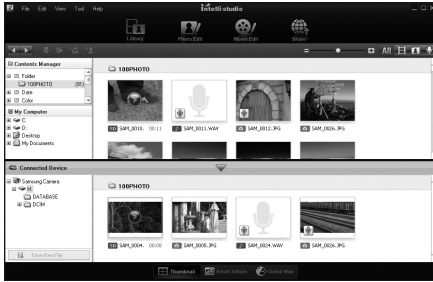 File Edit View Tool Help
Intelli-studio
Library Photo Edit Movie Edit Share
All
Contents Manager
Folder
100PHOTO (81)
Date
Color
My Computer
C:
D:
Desktop
My Documents
100PHOTO
SAM_0010. 00:11 SAM_0011.WAV SAM_0012.JPG SAM_0026.JPG
Connected Device
Samsung Camera
H:
DATABASE
DCIM
100PHOTO
SAM_0004. 00:08 SAM_0005.JPG SAM_0024.WAV SAM_0026.JPG
Save New File
Thumbnail Smart Album Global Map